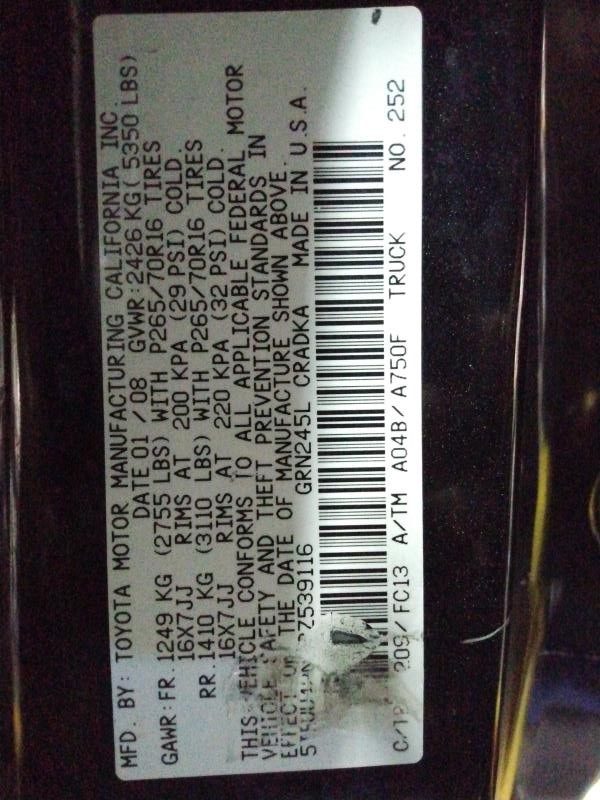 MFD. BY: TOYOTA MOTOR MANUFACTURING CALIFORNIA INC.
DATE 01 / 08 GVWR: 2426 KG ( 5350 LBS)
GAWR: FR. 1249 KG (2755 LBS) WITH P265/70R16 TIRES
16X7JJ RIMS AT 200 KPA (29 PSI) COLD.
RR. 1410 KG (3110 LBS) WITH P265/70R16 TIRES
16X7JJ RIMS AT 220 KPA (32 PSI) COLD.
THIS VEHICLE CONFORMS TO ALL APPLICABLE FEDERAL MOTOR
VEHICLE SAFETY AND THEFT PREVENTION STANDARDS IN
EFFECT ON THE DATE OF MANUFACTURE SHOWN ABOVE.
Z539116 GRN245L CRADKA MADE IN U.S.A.
209/FC13 A/TM A04B/A750F TRUCK NO. 252